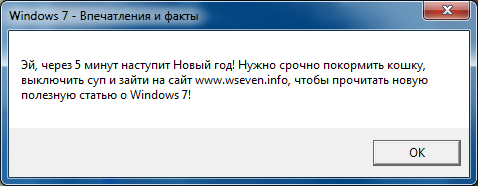 Windows 7 - Впечатления и факты
Эй, через 5 минут наступит Новый год! Нужно срочно покормить кошку,
выключить суп и зайти на сайт www.wseven.info, чтобы прочитать новую
полезную статью о Windows 7!
ОК